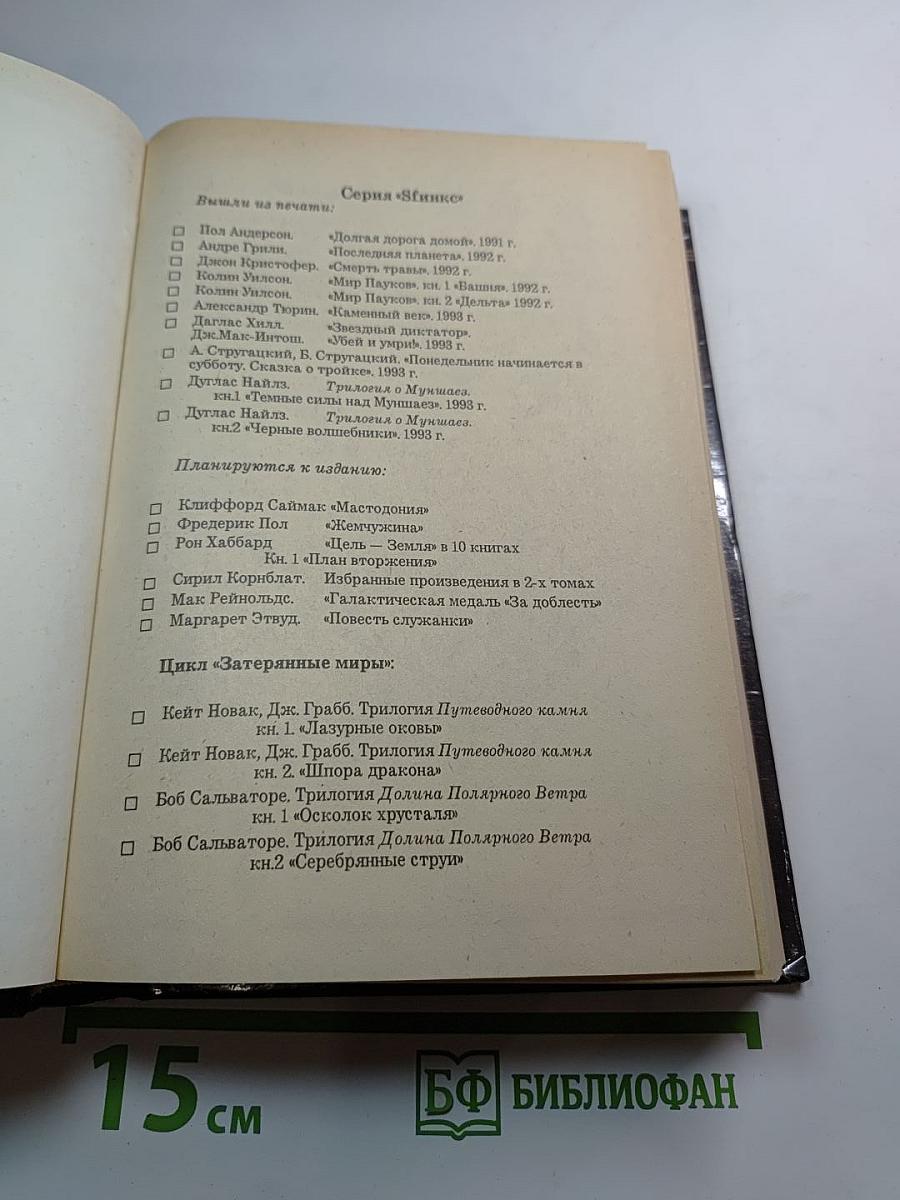 Серия «Sfинкс»
Вышли из печати:
Пол Андерсон. «Долгая дорога домой». 1991 г.
Андре Грили. «Последняя планета». 1992 г.
Джон Кристофер. «Смерть травы». 1992 г.
Колин Уилсон. «Мир Пауков». кн. 1 «Башня». 1992 г.
Колин Уилсон. «Мир Пауков». кн. 2 «Дельта» 1992 г.
Александр Тюрин. «Каменный век». 1993 г.
Даглас Хилл. «Звездный диктатор».
Дж.Мак-Интош. «Убей и умри!». 1993 г.
А. Стругацкий, Б. Стругацкий. «Понедельник начинается в
субботу. Сказка о тройке». 1993 г.
Дуглас Найлз. Трилогия о Муншаез.
кн.1 «Темные силы над Муншаез». 1993 г.
Дуглас Найлз. Трилогия о Муншаез.
кн.2 «Черные волшебники». 1993 г.
Планируются к изданию:
Клиффорд Саймак «Мастодония»
Фредерик Пол «Жемчужина»
Рон Хаббард «Цель — Земля» в 10 книгах
Кн. 1 «План вторжения»
Сирил Корнблат. Избранные произведения в 2-х томах
Мак Рейнольдс. «Галактическая медаль «За доблесть»
Маргарет Этвуд. «Повесть служанки»
Цикл «Затерянные миры»:
Кейт Новак, Дж. Грабб. Трилогия Путеводного камня
кн. 1. «Лазурные оковы»
Кейт Новак, Дж. Грабб. Трилогия Путеводного камня
кн. 2. «Шпора дракона»
Боб Сальваторе. Трилогия Долина Полярного Ветра
кн. 1 «Осколок хрусталя»
Боб Сальваторе. Трилогия Долина Полярного Ветра
кн.2 «Серебрянные струи»
15 см
БФ БИБЛИОФАН